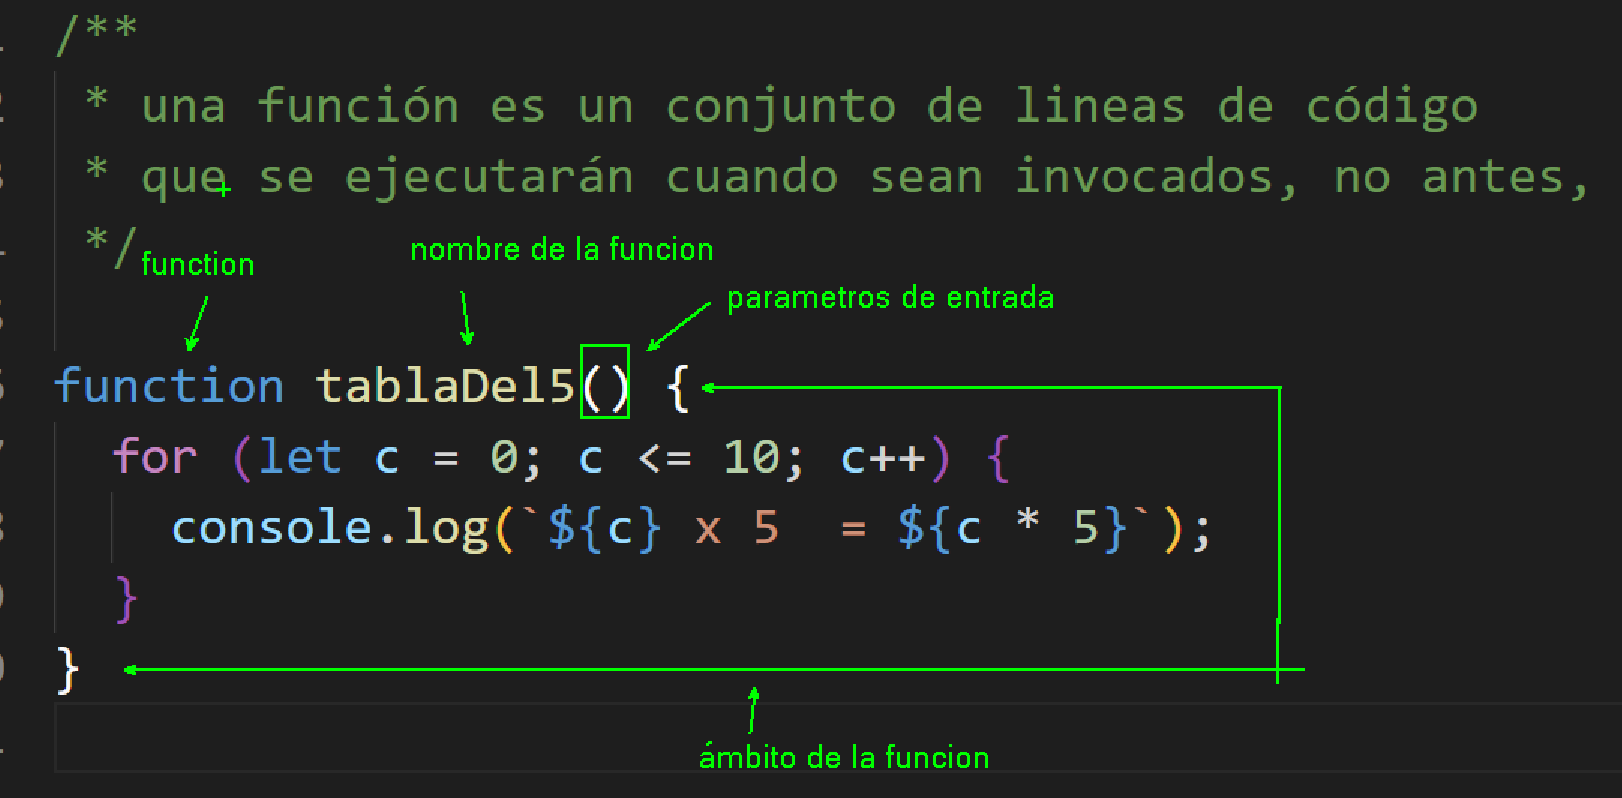 /**
* una función es un conjunto de lineas de código
* que se ejecutarán cuando sean invocados, no antes,
*/
function
nombre de la funcion
parametros de entrada
function tablaDel5() {
for (let c = 0; c <= 10; c++) {
console.log(`${c} x 5  = ${c * 5}`);
}
}
ámbito de la funcion